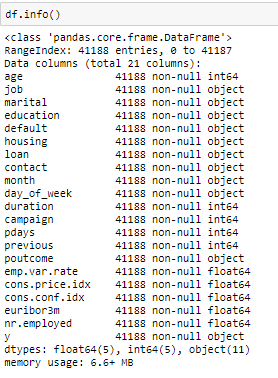 df.info()
<class 'pandas.core.frame.DataFrame'>
RangeIndex: 41188 entries, 0 to 41187
Data columns (total 21 columns):
age 41188 non-null int64
job 41188 non-null object
marital 41188 non-null object
education 41188 non-null object
default 41188 non-null object
housing 41188 non-null object
loan 41188 non-null object
contact 41188 non-null object
month 41188 non-null object
day_of_week 41188 non-null object
duration 41188 non-null int64
campaign 41188 non-null int64
pdays 41188 non-null int64
previous 41188 non-null int64
poutcome 41188 non-null object
emp.var.rate 41188 non-null float64
cons.price.idx 41188 non-null float64
cons.conf.idx 41188 non-null float64
euribor3m 41188 non-null float64
nr.employed 41188 non-null float64
y 41188 non-null object
dtypes: float64(5), int64(5), object(11)
memory usage: 6.6+ MB